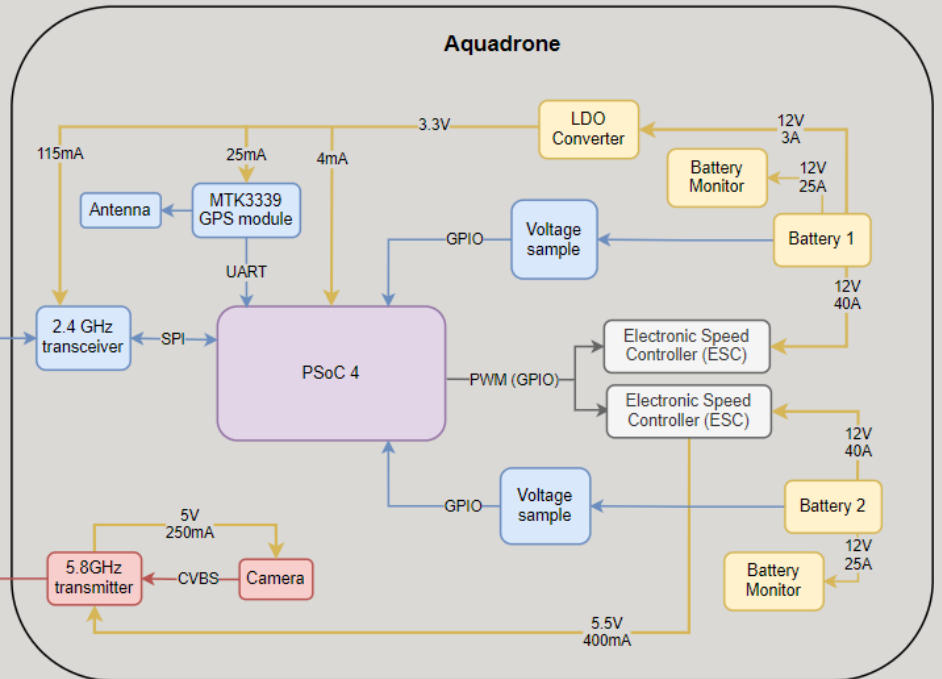 Aquadrone
LDO
Converter
3.3V
12V
3A
115mA
25mA
4mA
Battery
Monitor
12V
25A
Antenna
MTK3339
GPS module
Voltage
sample
GPIO
Battery 1
UART
12V
40A
2.4 GHz
transceiver
SPI
PSoC 4
PWM (GPIO)
Electronic Speed
Controller (ESC)
Electronic Speed
Controller (ESC)
12V
40A
GPIO
Voltage
sample
Battery 2
5V
250mA
12V
25A
5.8GHz
transmitter
CVBS
Camera
Battery
Monitor
5.5V
400mA